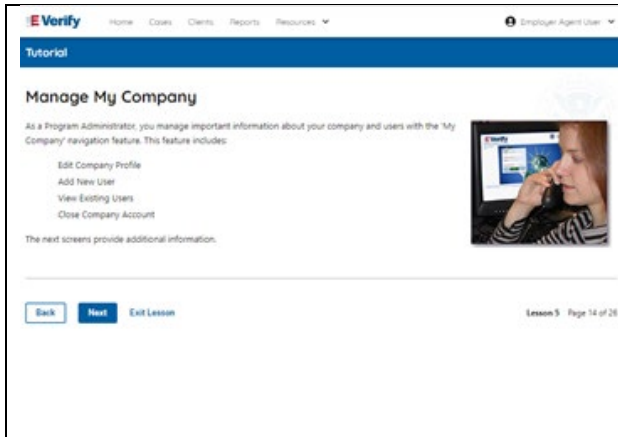 E-Verify Home Cases Clients Reports Resources Employer Agent User
Tutorial
Manage My Company
As a Program Administrator, you manage important information about your company and users with the 'My
Company' navigation feature. This feature includes:
Edit Company Profile
Add New User
View Existing Users
Close Company Account
The next screens provide additional information.
E-Verify
Back Next Exit Lesson Lesson 5 Page 14 of 28